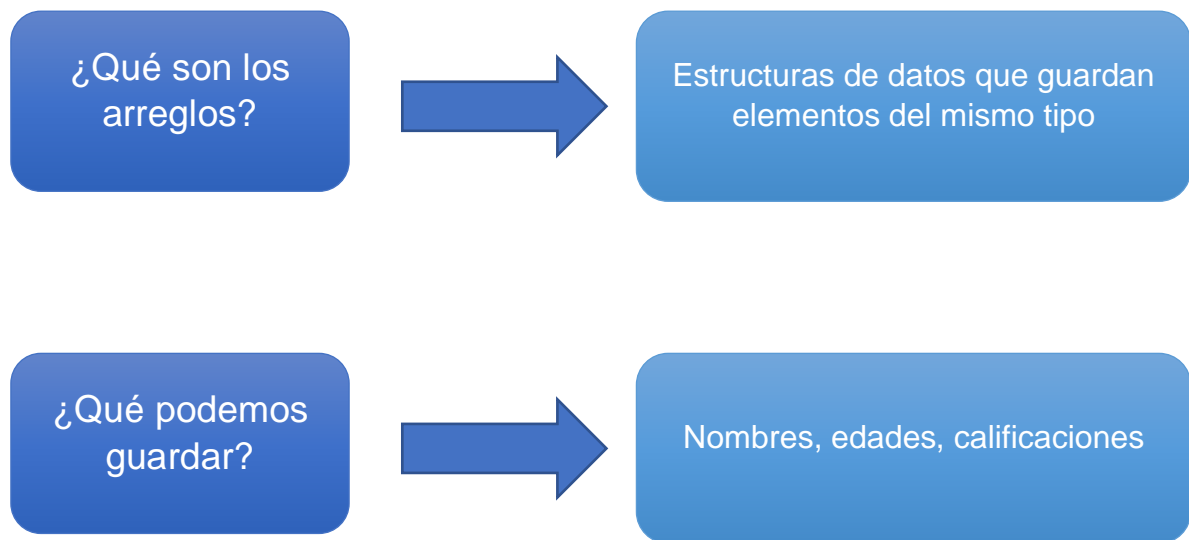 ¿Qué son los
arreglos?
Estructuras de datos que guardan
elementos del mismo tipo
¿Qué podemos
guardar?
Nombres, edades, calificaciones